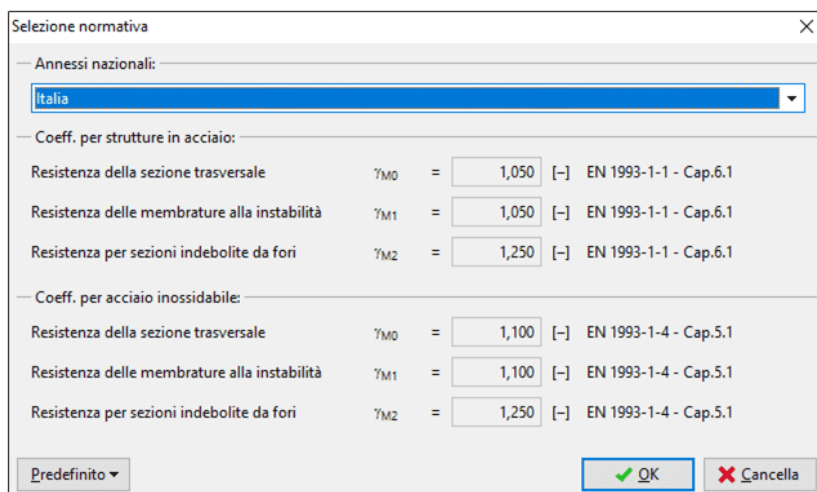 Selezione normativa
Annessi nazionali:
Italia
Coeff. per strutture in acciaio:
Resistenza della sezione trasversale γM0 = 1,050 [–] EN 1993-1-1 - Cap.6.1
Resistenza delle membrature alla instabilità γM1 = 1,050 [–] EN 1993-1-1 - Cap.6.1
Resistenza per sezioni indebolite da fori γM2 = 1,250 [–] EN 1993-1-1 - Cap.6.1
Coeff. per acciaio inossidabile:
Resistenza della sezione trasversale γM0 = 1,100 [–] EN 1993-1-4 - Cap.5.1
Resistenza delle membrature alla instabilità γM1 = 1,100 [–] EN 1993-1-4 - Cap.5.1
Resistenza per sezioni indebolite da fori γM2 = 1,250 [–] EN 1993-1-4 - Cap.5.1
Predefinito OK Cancella